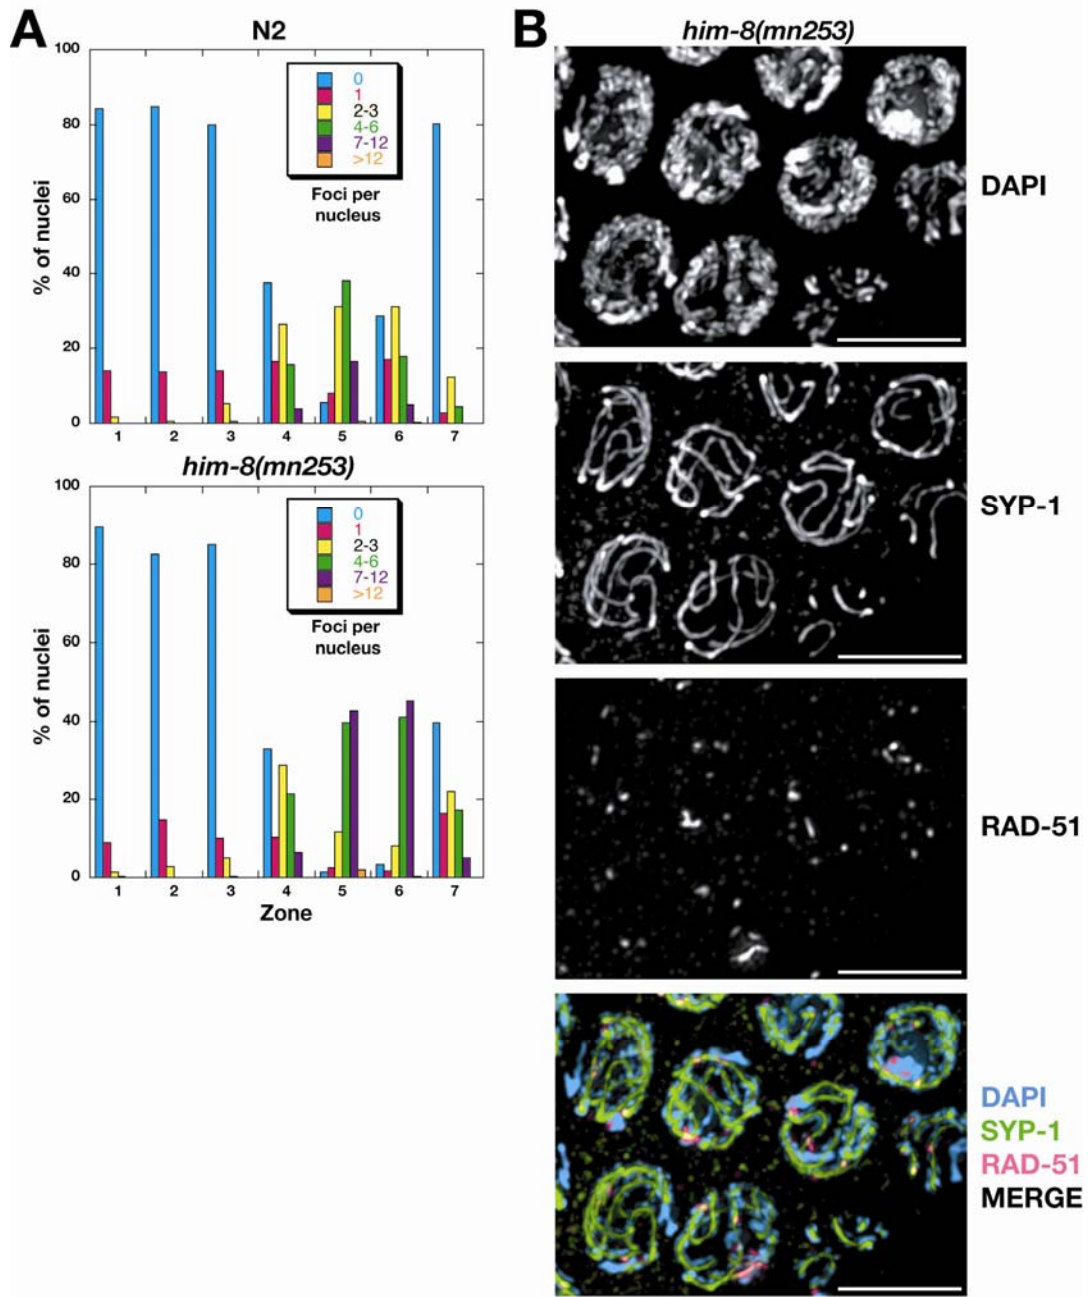 A
N2
100
80
60
40
20
0
% of nuclei
0
1
2-3
4-6
7-12
>12
Foci per
nucleus
1 2 3 4 5 6 7
him-8(mn253)
100
80
60
40
20
0
% of nuclei
0
1
2-3
4-6
7-12
>12
Foci per
nucleus
1 2 3 4 5 6 7
Zone
B
him-8(mn253)
DAPI
SYP-1
RAD-51
DAPI
SYP-1
RAD-51
MERGE